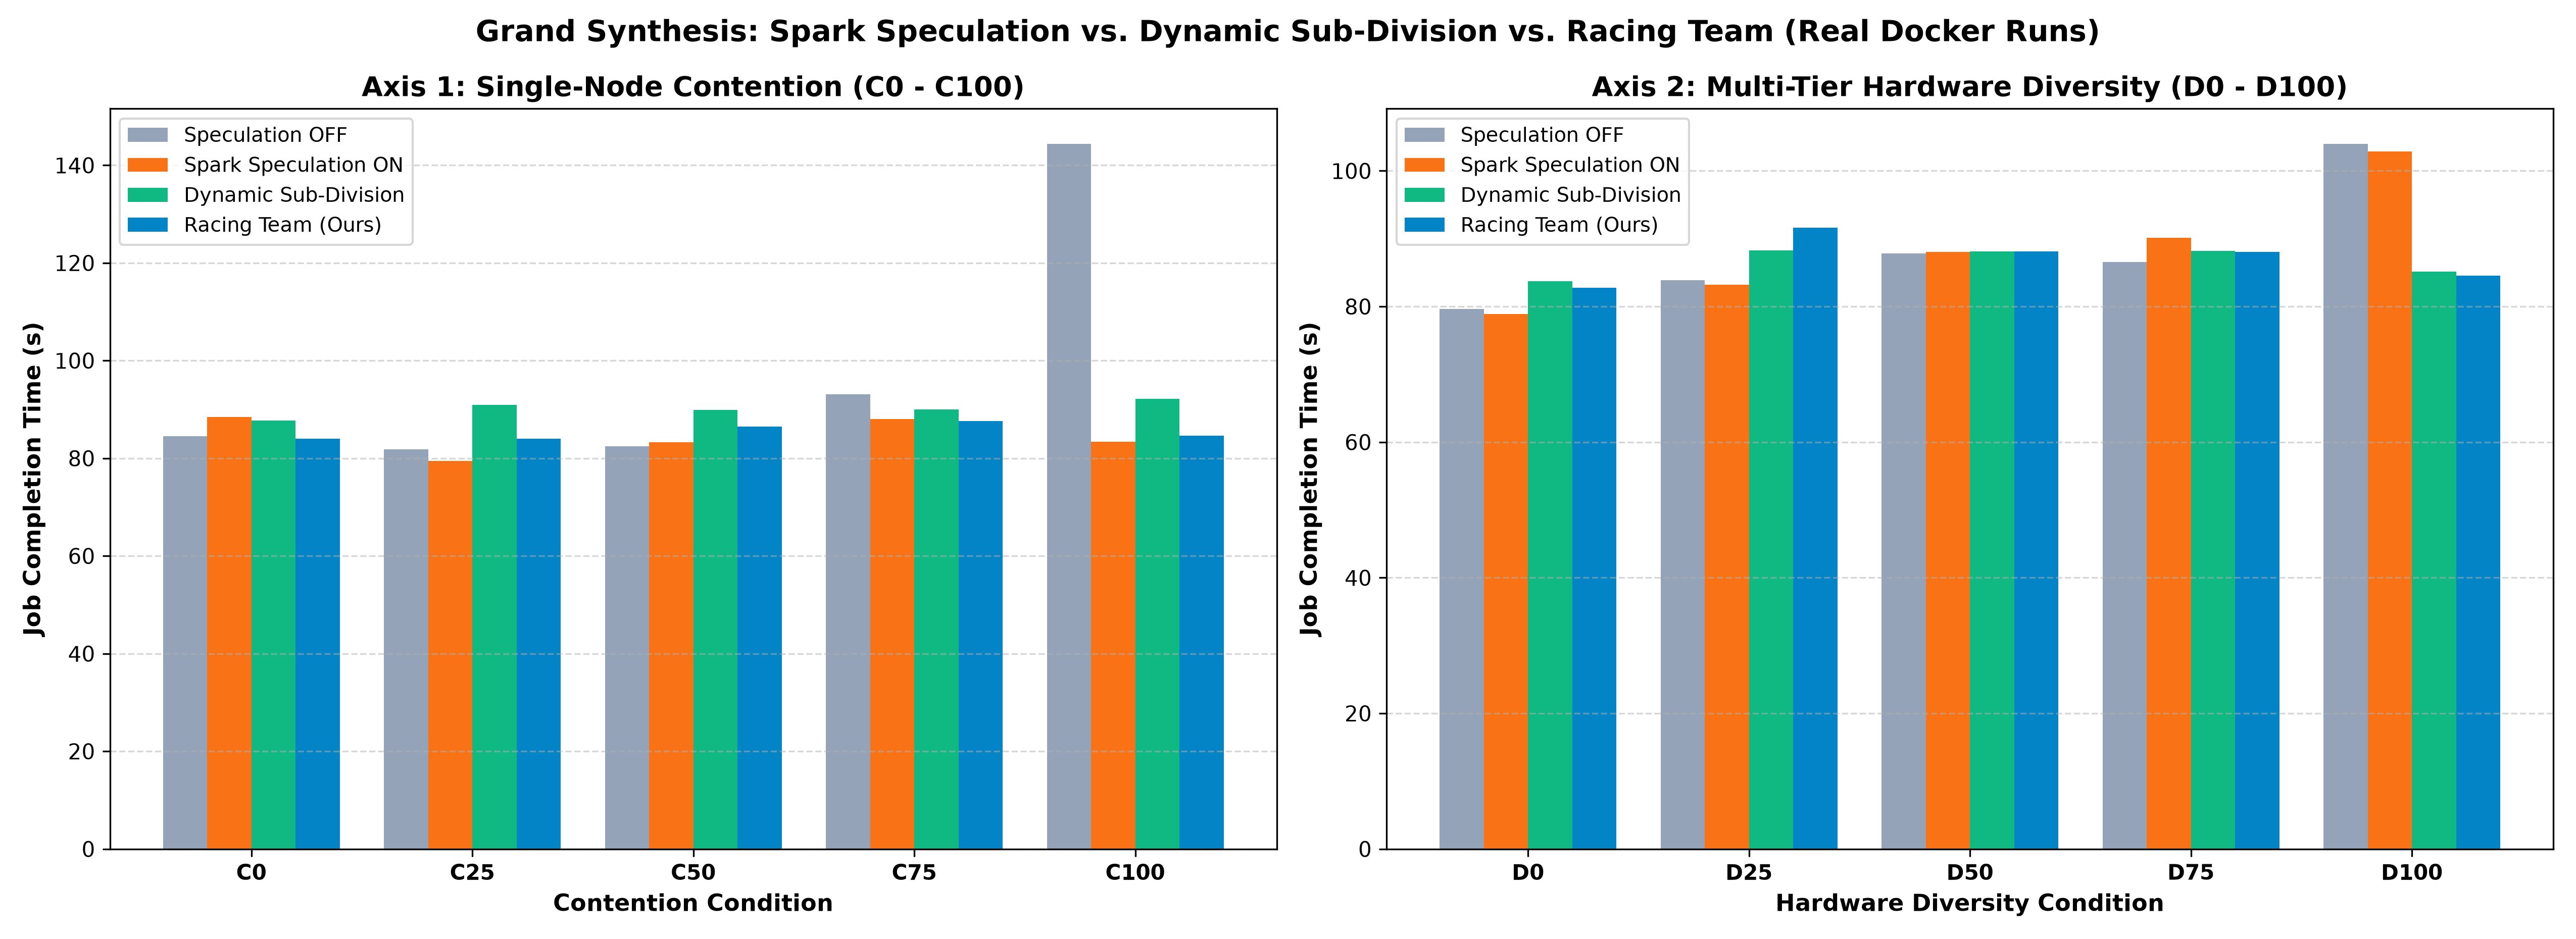 Grand Synthesis: Spark Speculation vs. Dynamic Sub-Division vs. Racing Team (Real Docker Runs)
Axis 1: Single-Node Contention (C0 - C100)
Speculation OFF
Spark Speculation ON
Dynamic Sub-Division
Racing Team (Ours)
Job Completion Time (s)
140
120
100
80
60
40
20
0
C0 C25 C50 C75 C100
Contention Condition
Axis 2: Multi-Tier Hardware Diversity (D0 - D100)
Speculation OFF
Spark Speculation ON
Dynamic Sub-Division
Racing Team (Ours)
Job Completion Time (s)
100
80
60
40
20
0
D0 D25 D50 D75 D100
Hardware Diversity Condition